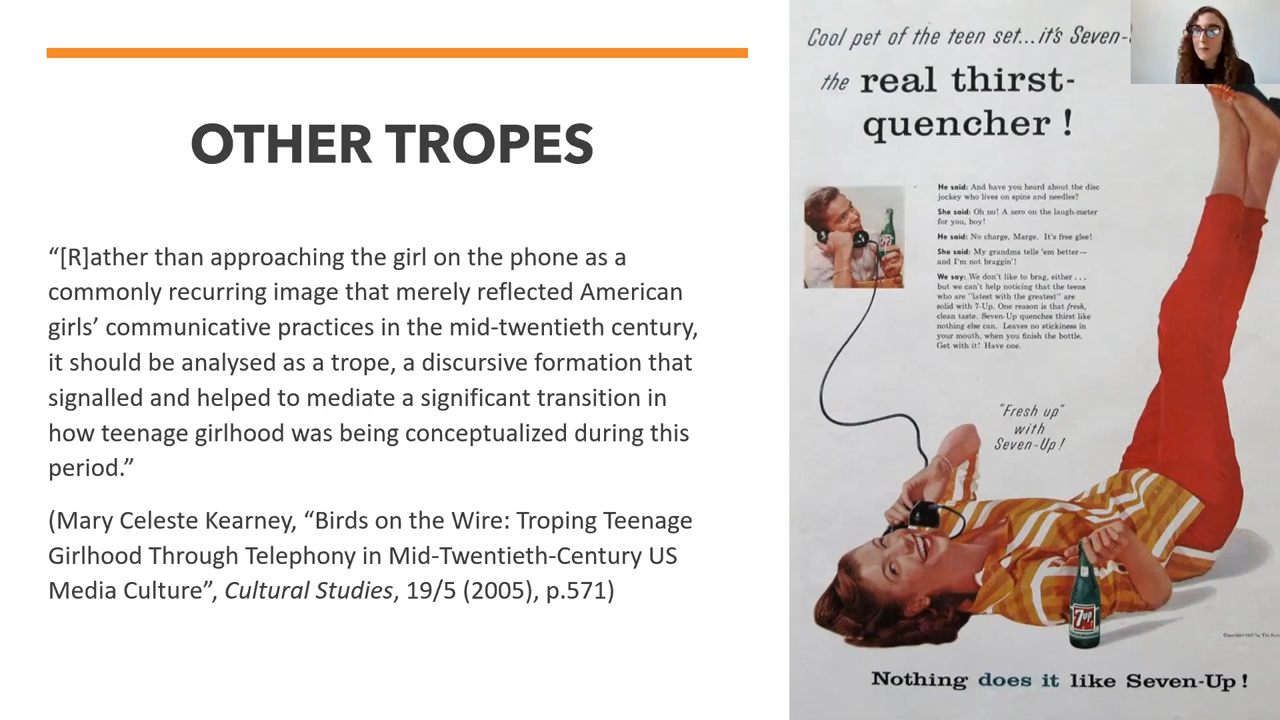 OTHER TROPES
“[R]ather than approaching the girl on the phone as a
commonly recurring image that merely reflected American
girls’ communicative practices in the mid-twentieth century,
it should be analysed as a trope, a discursive formation that
signalled and helped to mediate a significant transition in
how teenage girlhood was being conceptualized during this
period.”
(Mary Celeste Kearney, “Birds on the Wire: Troping Teenage
Girlhood Through Telephony in Mid-Twentieth-Century US
Media Culture”, Cultural Studies, 19/5 (2005), p.571)
Cool pet of the teen set...it's Seven-
the real thirst-
quencher !
He said: And have you heard about the disc
jockey who lives on spins and needles?
She said: Oh no! A zero on the laugh-meter
for you, boy!
He said: No charge, Marge. It's free glee!
She said: My grandma tells 'em better—
and I'm not braggin'!
We say: We don't like to brag, either . . .
but we can't help noticing that the teens
who are "latest with the greatest" are
solid with 7-Up. One reason is that fresh,
clean taste. Seven-Up quenches thirst like
nothing else can. Leaves no stickiness in
your mouth, when you finish the bottle.
Get with it! Have one.
"Fresh up"
with
Seven-Up!
7up
Nothing does it like Seven-Up!